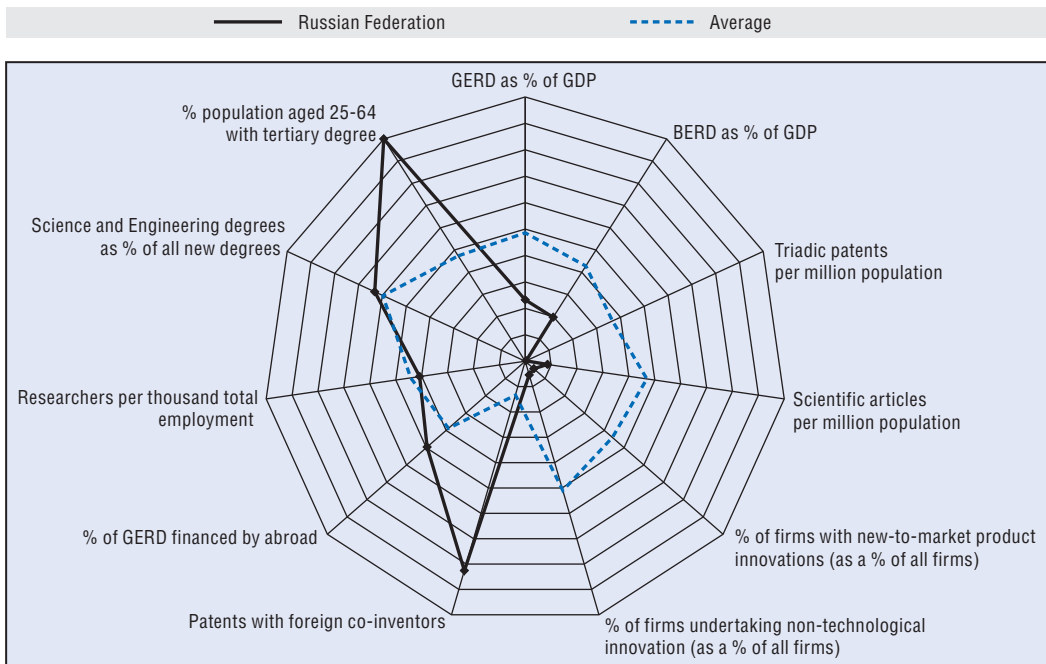 Russian Federation
Average
GERD as % of GDP
% population aged 25-64
with tertiary degree
BERD as % of GDP
Science and Engineering degrees
as % of all new degrees
Triadic patents
per million population
Researchers per thousand total
employment
Scientific articles
per million population
% of GERD financed by abroad
% of firms with new-to-market product
innovations (as a % of all firms)
Patents with foreign co-inventors
% of firms undertaking non-technological
innovation (as a % of all firms)